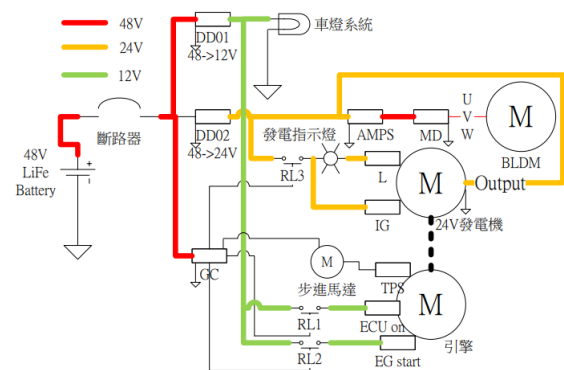 48V
24V
12V
DD01
48->12V
車燈系統
斷路器
DD02
48->24V
發電指示燈
AMPS
MD
U
V
W
M
BLDM
48V
LiFe
Battery
+
-
RL3
L
M
Output
IG
24V發電機
GC
M
步進馬達
TPS
RL1
ECU on
M
RL2
EG start
引擎